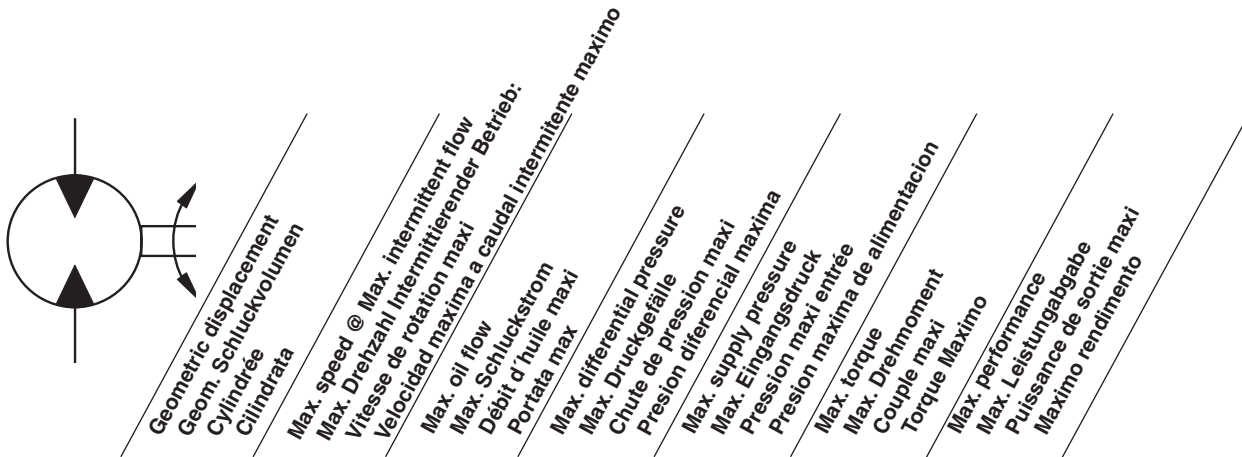 Geometric displacement
Geom. Schluckvolumen
Cylindrée
Cilindrata
Max. speed @ Max. intermittent flow
Max. Drehzahl Intermittierender Betrieb:
Vitesse de rotation maxi
Velocidad maxima a caudal intermitente maximo
Max. oil flow
Max. Schluckstrom
Débit d´huile maxi
Portata max
Max. differential pressure
Max. Druckgefälle
Chute de pression maxi
Presion diferencial maxima
Max. supply pressure
Max. Eingangsdruck
Pression maxi entrée
Presion maxima de alimentacion
Max. torque
Max. Drehmoment
Couple maxi
Torque Maximo
Max. performance
Max. Leistungabgabe
Puissance de sortie maxi
Maximo rendimento